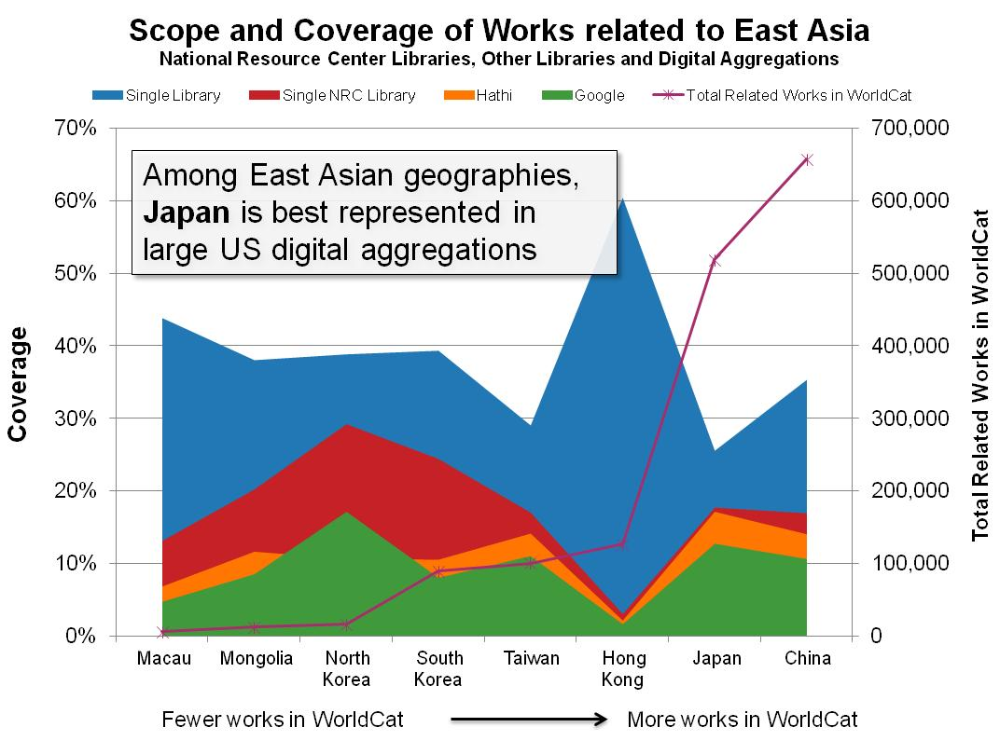 Scope and Coverage of Works related to East Asia
National Resource Center Libraries, Other Libraries and Digital Aggregations
Single Library Single NRC Library Hathi Google Total Related Works in WorldCat
70% 700,000
Among East Asian geographies,
Japan is best represented in
large US digital aggregations
60% 600,000
50% 500,000
40% 400,000
30% 300,000
20% 200,000
10% 100,000
0% 0
Coverage
Total Related Works in WorldCat
Macau Mongolia North Korea South Korea Taiwan Hong Kong Japan China
Fewer works in WorldCat More works in WorldCat